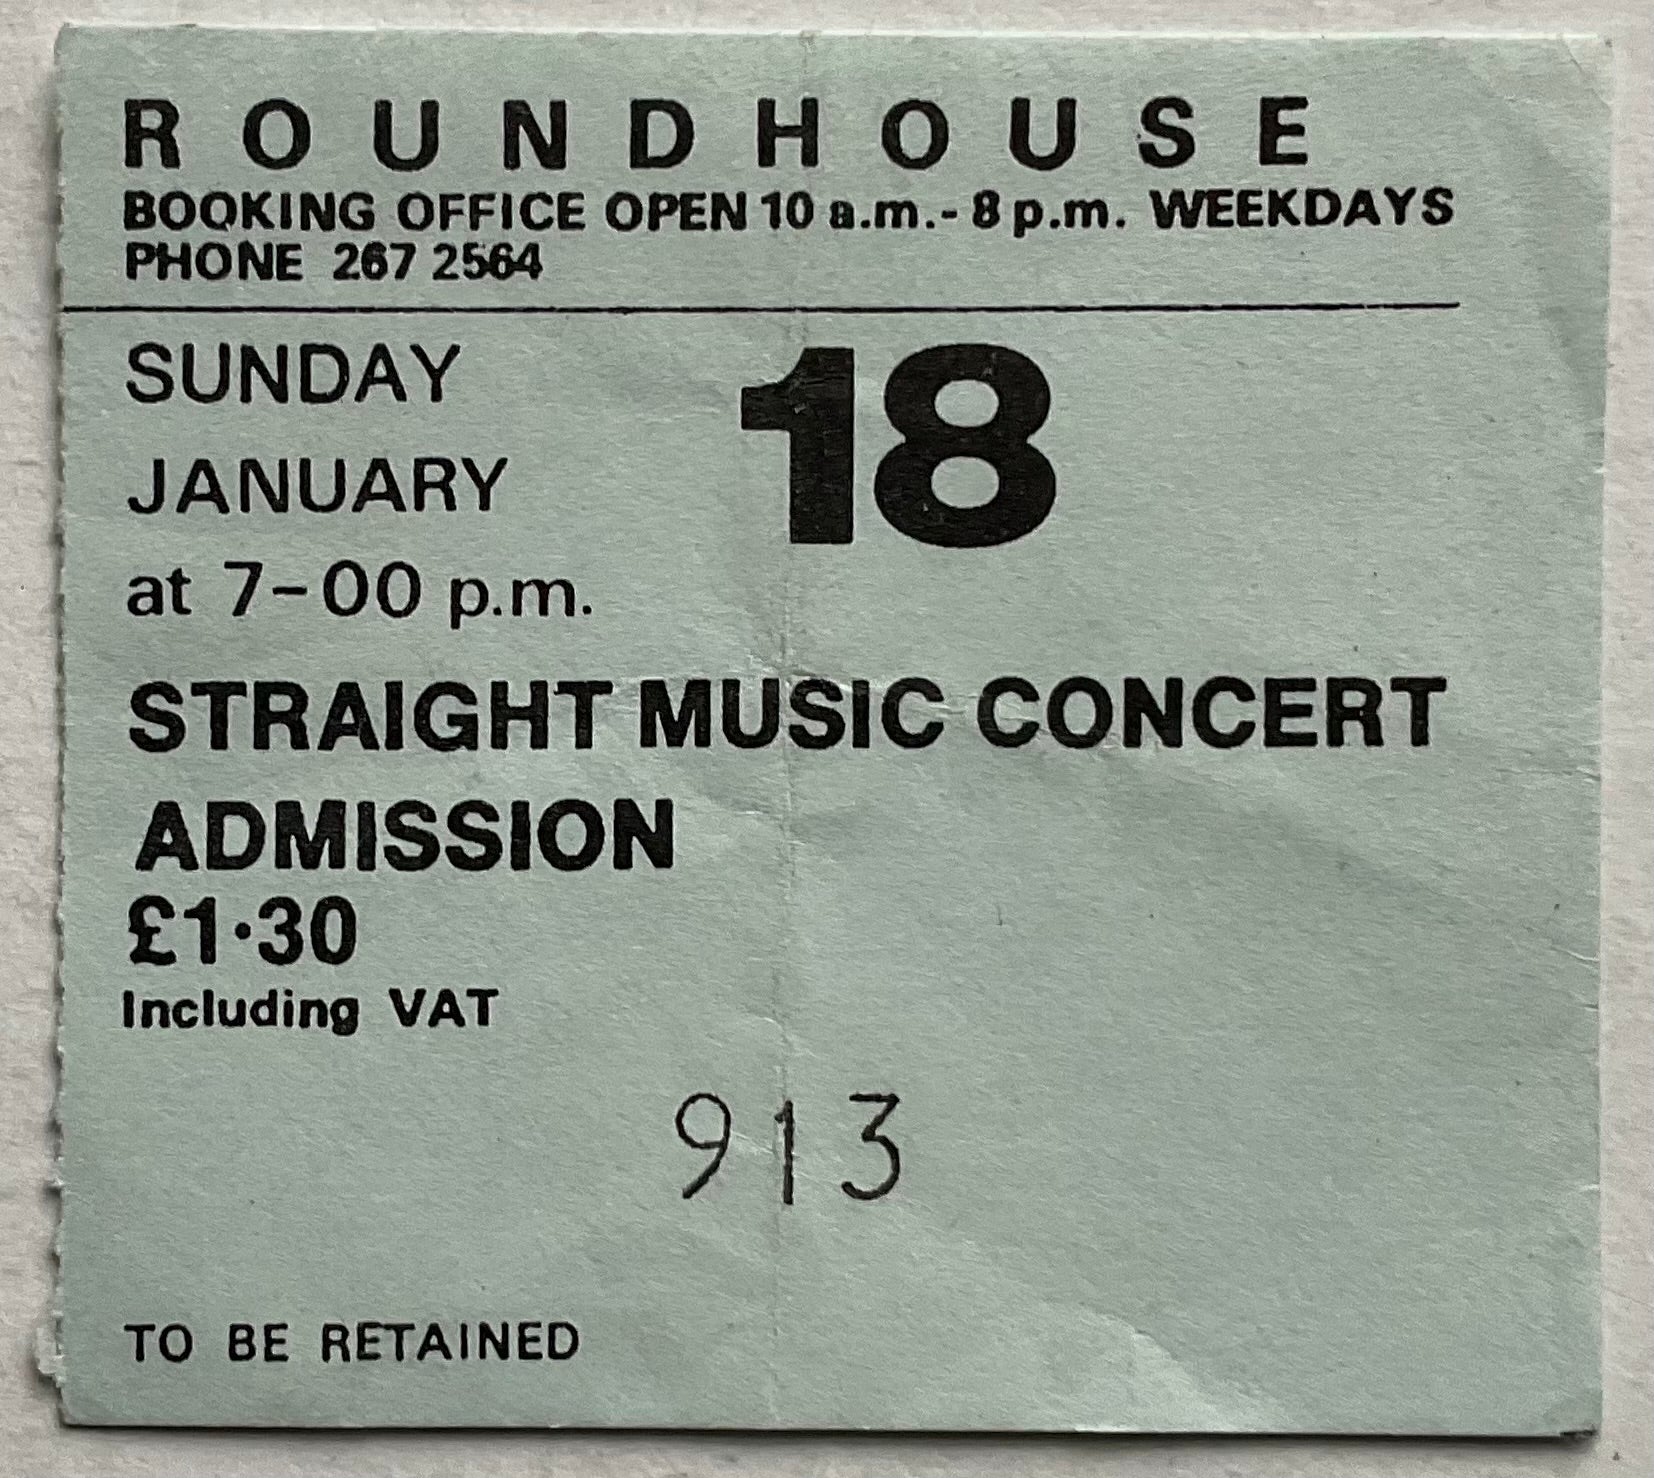 ROUNDHOUSE
BOOKING OFFICE OPEN 10 a.m.- 8 p.m. WEEKDAYS
PHONE 267 2564
SUNDAY 18
JANUARY
at 7-00 p.m.
STRAIGHT MUSIC CONCERT
ADMISSION
£1·30
Including VAT
913
TO BE RETAINED